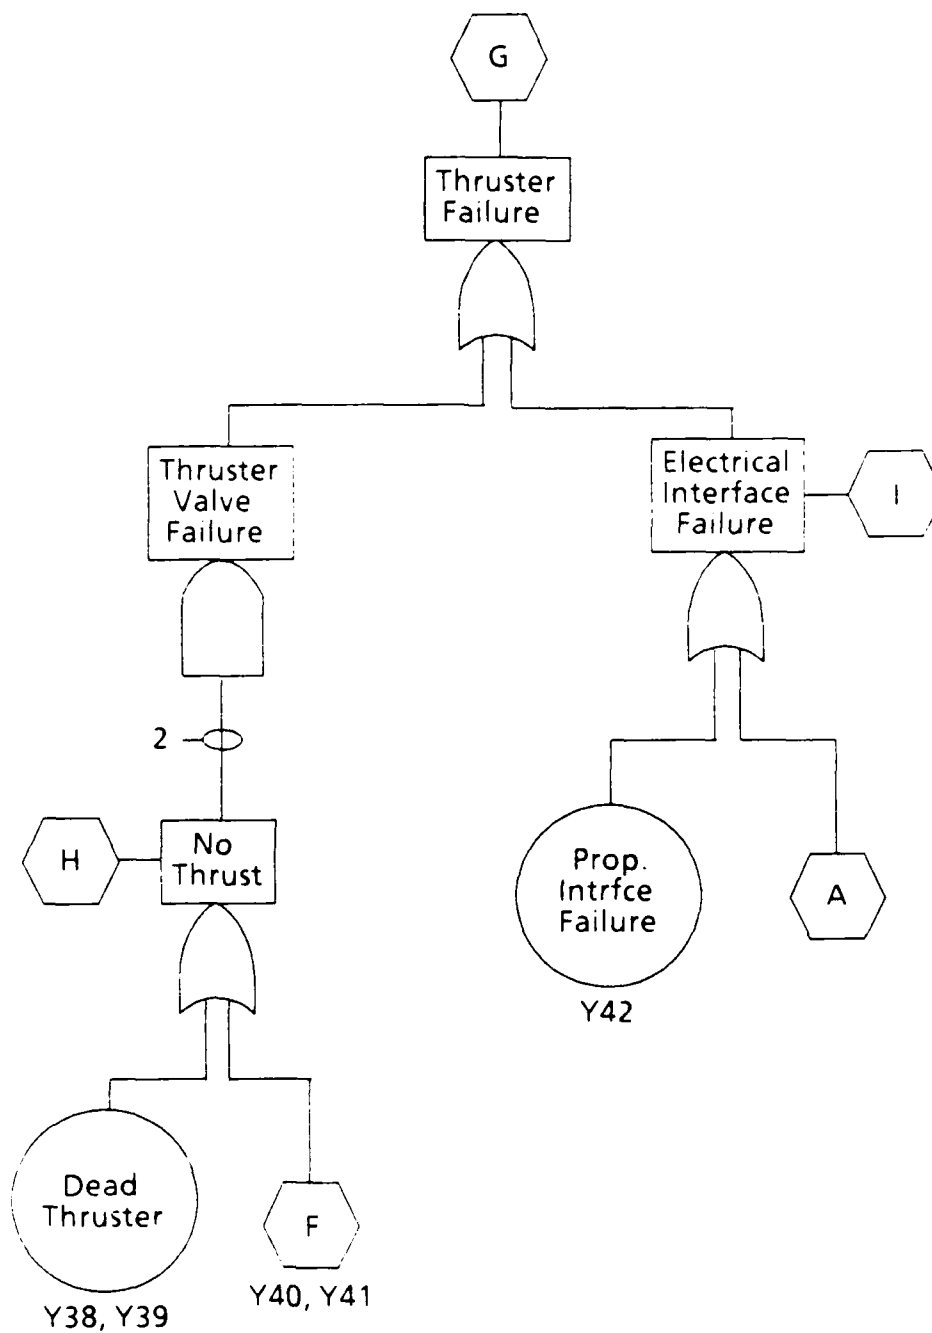 G
Thruster
Failure
Thruster
Valve
Failure
Electrical
Interface
Failure
I
2
H
No
Thrust
Prop.
Intrfce
Failure
A
Y42
Dead
Thruster
F
Y38, Y39
Y40, Y41